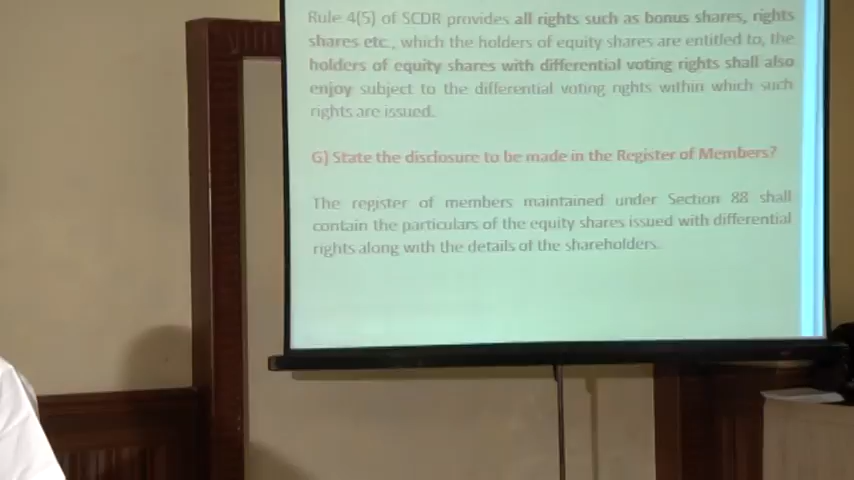 Rule 4(5) of SCDR provides all rights such as bonus shares, rights
shares etc., which the holders of equity shares are entitled to, the
holders of equity shares with differential voting rights shall also
enjoy subject to the differential voting rights within which such
rights are issued.
G) State the disclosure to be made in the Register of Members?
The register of members maintained under Section 88 shall
contain the particulars of the equity shares issued with differential
rights along with the details of the shareholders.